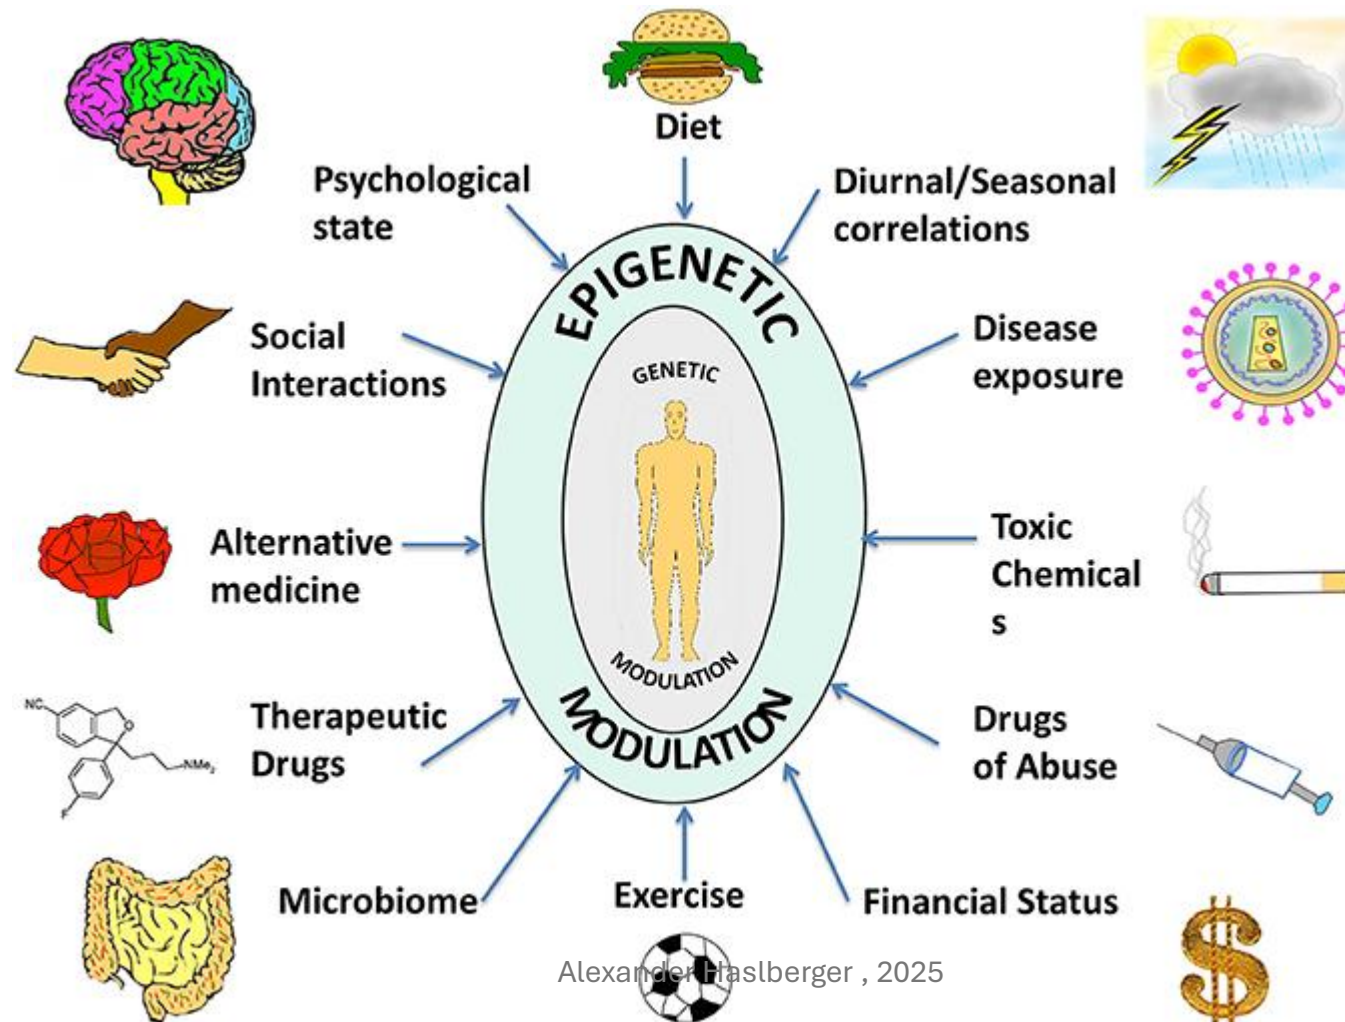 Diet
Psychological
state
Diurnal/Seasonal
correlations
EPIGENETIC
Social
Interactions
GENETIC
Disease
exposure
Alternative
medicine
Toxic
Chemical
s
MODULATION
MODULATION
NC
O
NMe2
F
Therapeutic
Drugs
Drugs
of Abuse
Microbiome
Exercise
Financial Status
Alexander Haslberger , 2025